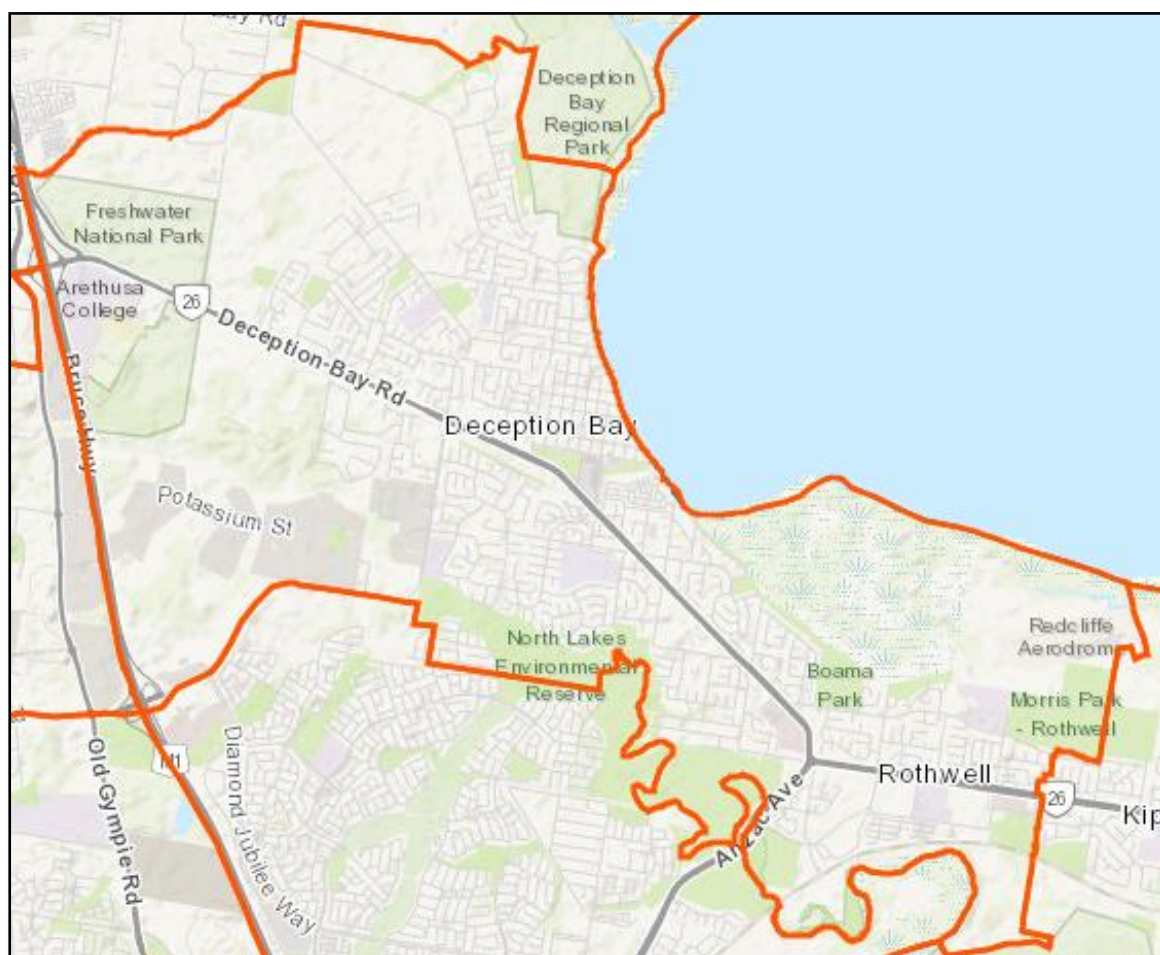 Bay Rd
Deception
Bay
Regional
Park
Freshwater
National Park
Arethusa
College
26
Deception-Bay-Rd
Bruce-Hwy
Deception Bay
Potassium St
North Lakes
Environmental
Reserve
Redcliffe
Aerodrome
Boama
Park
Morris Park
- Rothwell
M1
Diamond Jubilee Way
Old-Gympie-Rd
Anzac-Ave
Rothwell
26
Kip